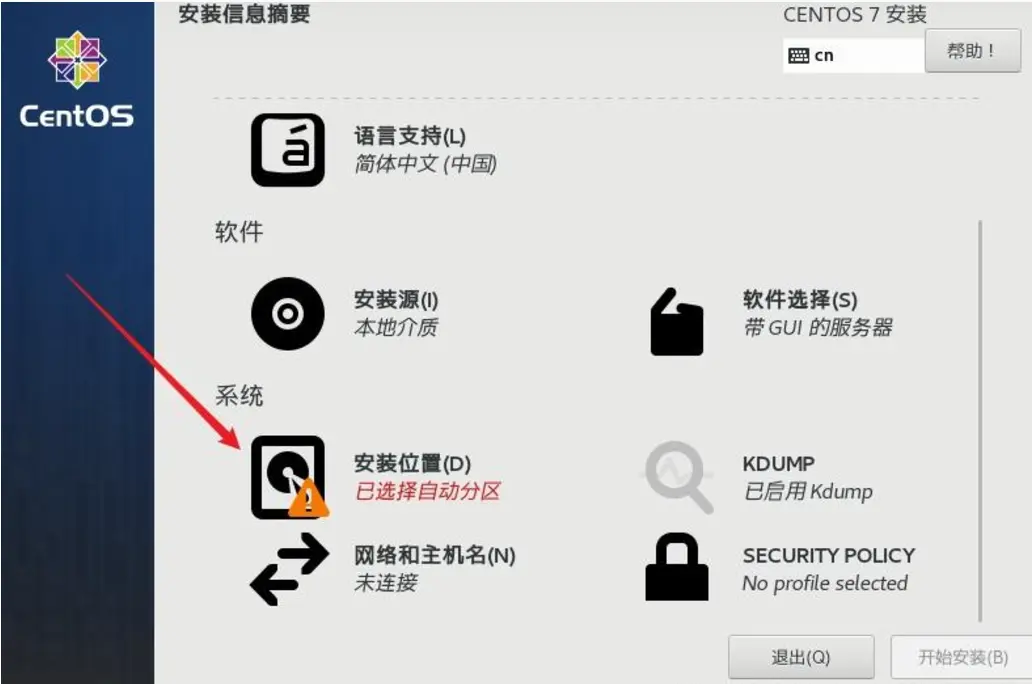 安装信息摘要
CENTOS 7 安装
cn
帮助！
CentOS
á
语言支持(L)
简体中文 (中国)
软件
安装源(I)
本地介质
软件选择(S)
带 GUI 的服务器
系统
安装位置(D)
已选择自动分区
KDUMP
已启用 Kdump
网络和主机名(N)
未连接
SECURITY POLICY
No profile selected
退出(Q)
开始安装(B)